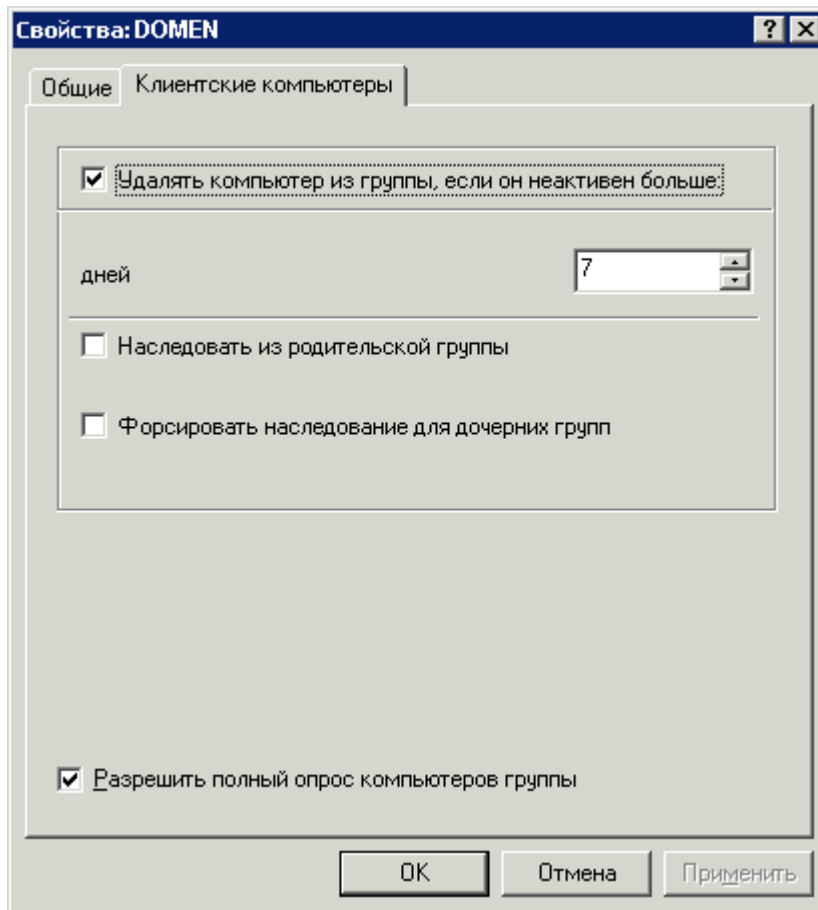 Свойства: DOMEN
Общие
Клиентские компьютеры
Удалять компьютер из группы, если он неактивен больше:
дней
7
Наследовать из родительской группы
Форсировать наследование для дочерних групп
Разрешить полный опрос компьютеров группы
OK
Отмена
Применить